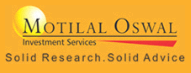 MOTILAL OSWAL
Investment Services
Solid Research.Solid Advice